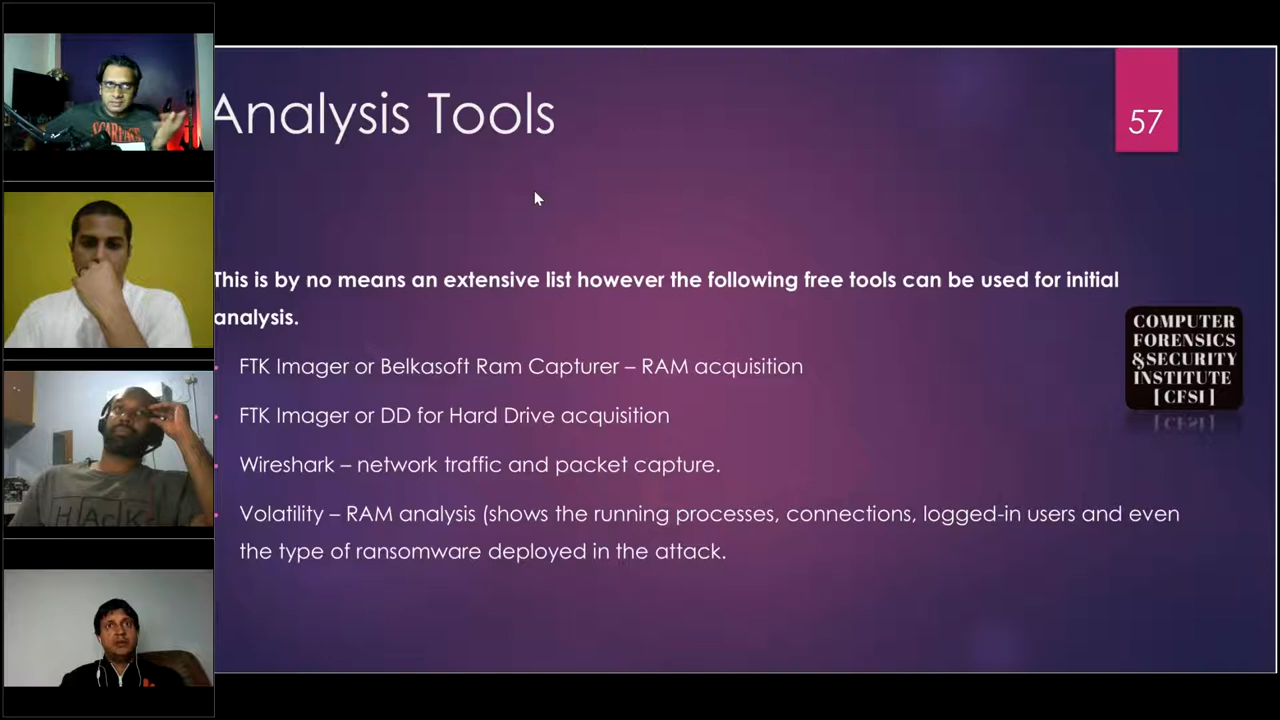 Analysis Tools
57
This is by no means an extensive list however the following free tools can be used for initial
analysis.
FTK Imager or Belkasoft Ram Capturer – RAM acquisition
FTK Imager or DD for Hard Drive acquisition
Wireshark – network traffic and packet capture.
Volatility – RAM analysis (shows the running processes, connections, logged-in users and even
the type of ransomware deployed in the attack.
COMPUTER
FORENSICS
&SECURITY
INSTITUTE
[CFSI]
SCARFACE
HACK